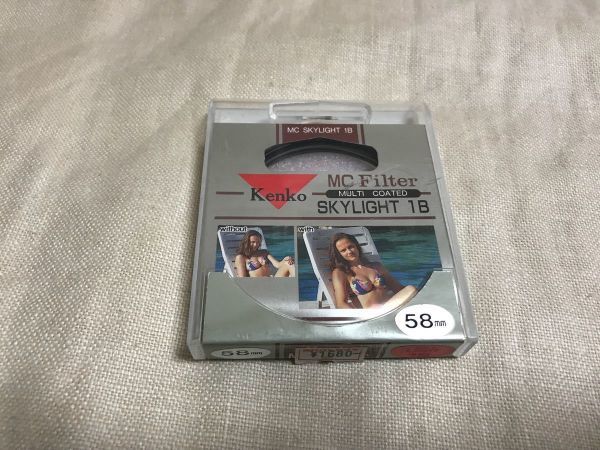 MC SKYLIGHT 1B
Kenko
MC Filter
MULTI COATED
SKYLIGHT 1B
without
with
58mm
58mm
¥1680